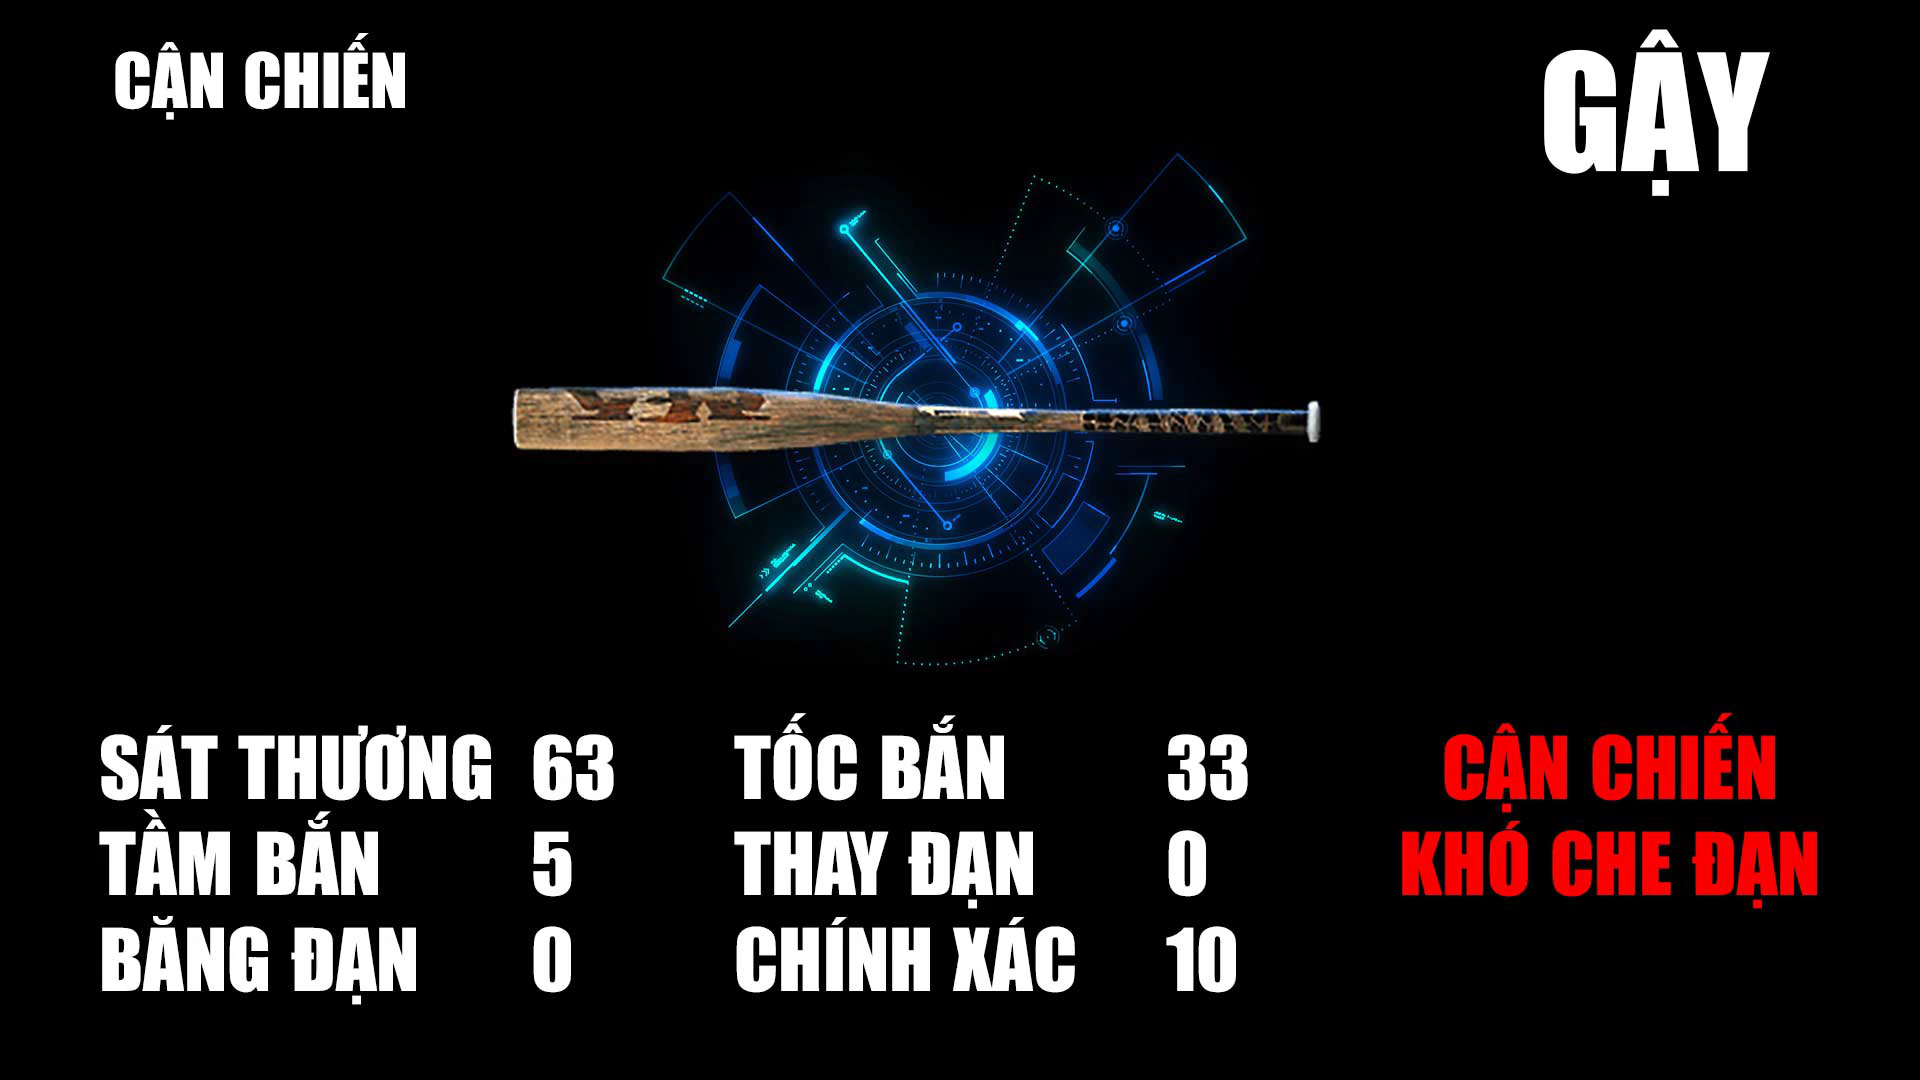 CẬN CHIẾN
GẬY
SÁT THƯƠNG 63 TỐC BẮN 33 CẬN CHIẾN
TẦM BẮN 5 THAY ĐẠN 0 KHÓ CHE ĐẠN
BĂNG ĐẠN 0 CHÍNH XÁC 10